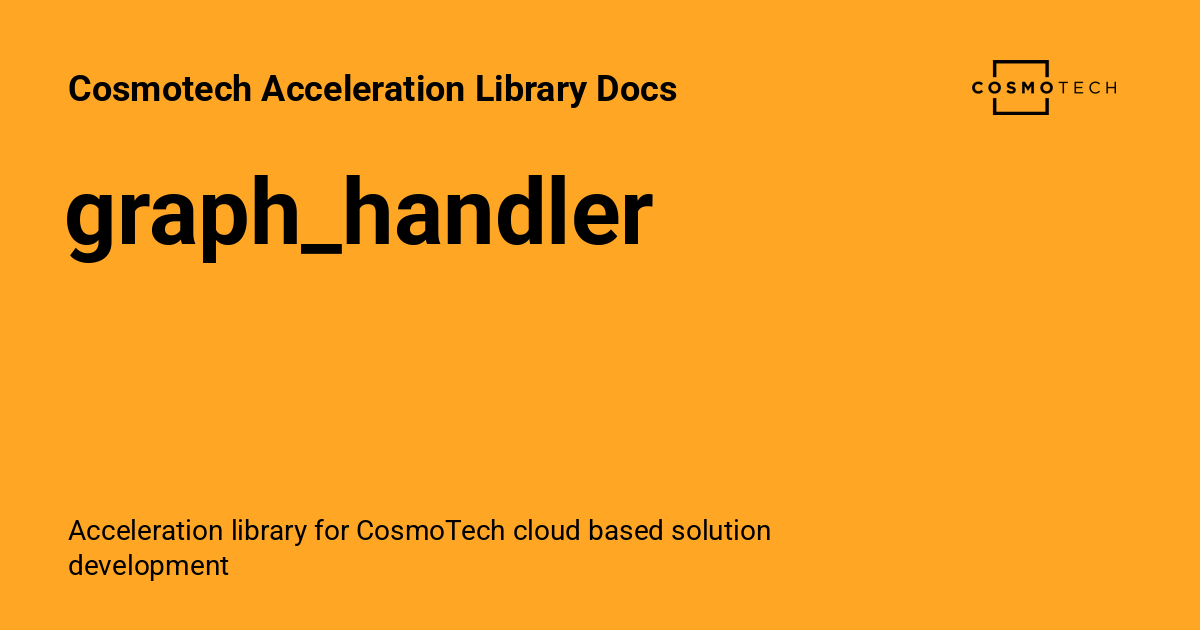 Cosmotech Acceleration Library Docs
COSMOTECH
graph_handler
Acceleration library for CosmoTech cloud based solution
development